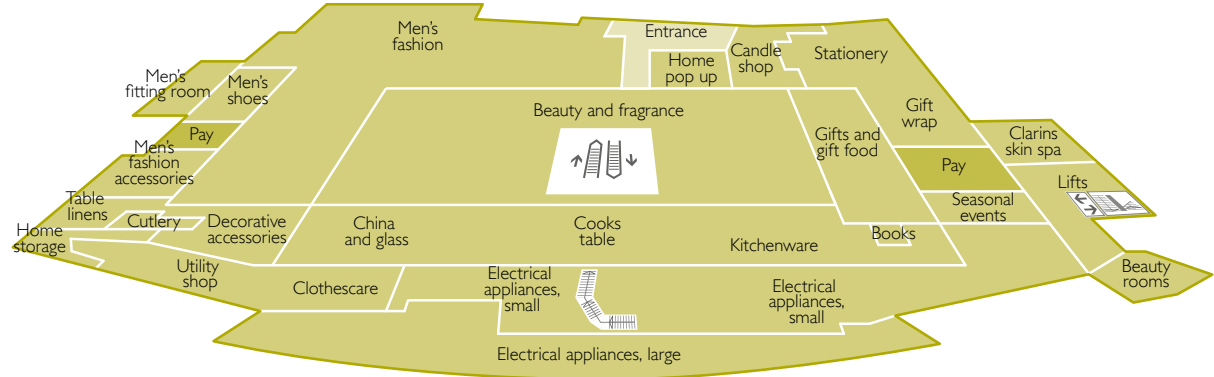 Men's
fashion
Entrance
Home
pop up
Candle
shop
Stationery
Men's
fitting room
Men's
shoes
Beauty and fragrance
Gift
wrap
Pay
Men's
fashion
accessories
Gifts and
gift food
Clarins
skin spa
Pay
Lifts
Table
linens
Cutlery
Decorative
accessories
China
and glass
Cooks
table
Kitchenware
Books
Seasonal
events
Home
storage
Utility
shop
Clothescare
Electrical
appliances,
small
Electrical
appliances,
small
Beauty
rooms
Electrical appliances, large